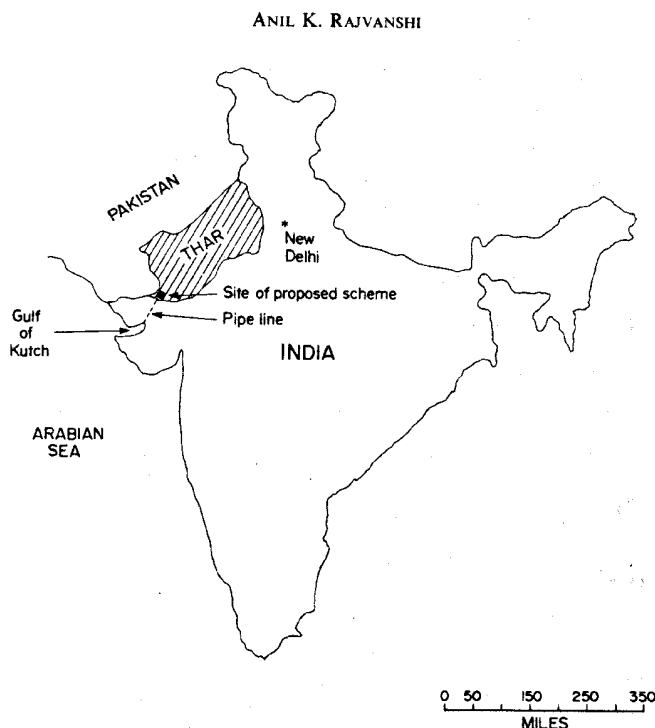 ANIL K. RAJVANSHI
PAKISTAN
THAR
*
New
Delhi
Site of proposed scheme
Pipe line
Gulf
of
Kutch
INDIA
ARABIAN
SEA
0 50 150 250 350
MILES